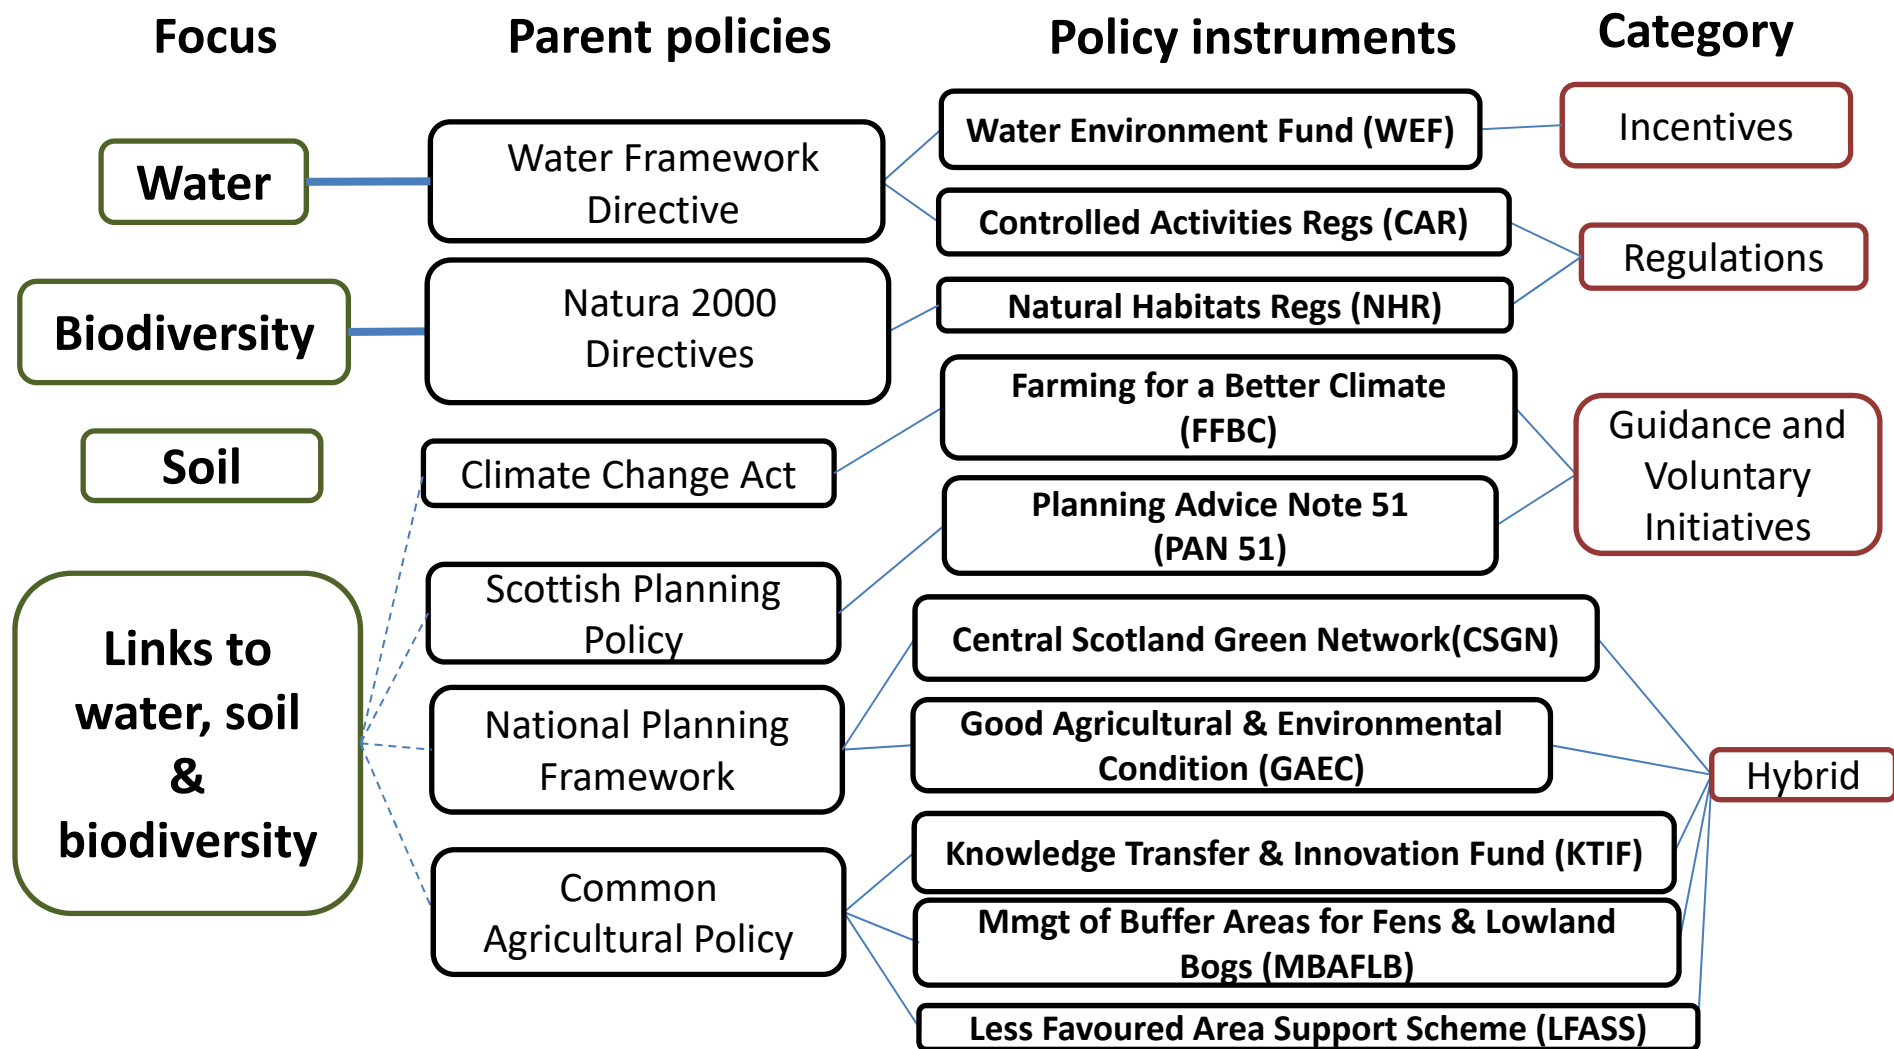 Focus
Parent policies
Policy instruments
Category
Water
Biodiversity
Soil
Links to
water, soil
&
biodiversity
Water Framework
Directive
Natura 2000
Directives
Climate Change Act
Scottish Planning
Policy
National Planning
Framework
Common
Agricultural Policy
Water Environment Fund (WEF)
Controlled Activities Regs (CAR)
Natural Habitats Regs (NHR)
Farming for a Better Climate
(FFBC)
Planning Advice Note 51
(PAN 51)
Central Scotland Green Network(CSGN)
Good Agricultural & Environmental
Condition (GAEC)
Knowledge Transfer & Innovation Fund (KTIF)
Mmgt of Buffer Areas for Fens & Lowland
Bogs (MBAFLB)
Less Favoured Area Support Scheme (LFASS)
Incentives
Regulations
Guidance and
Voluntary
Initiatives
Hybrid